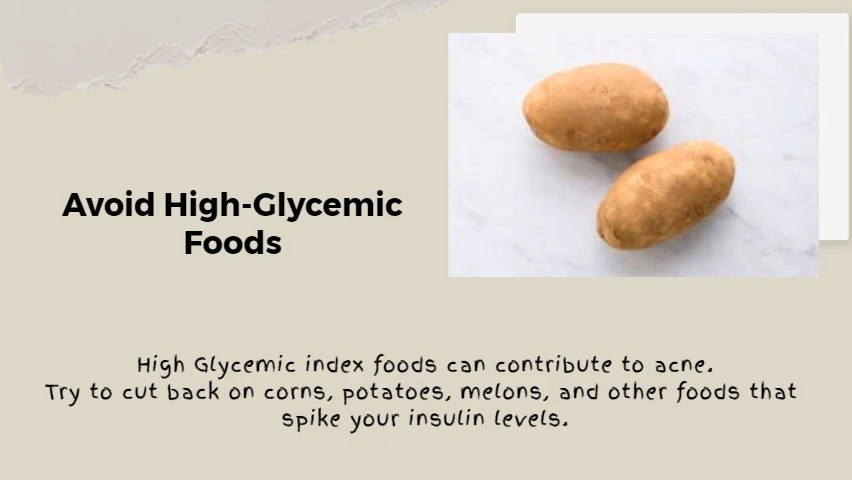 Avoid High-Glycemic
Foods
High Glycemic index foods can contribute to acne.
Try to cut back on corns, potatoes, melons, and other foods that
spike your insulin levels.